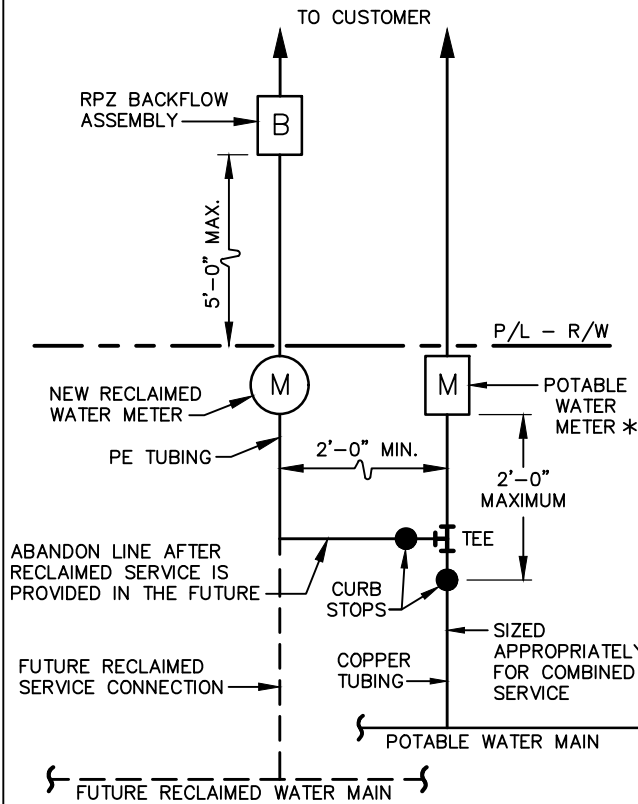 TO CUSTOMER
RPZ BACKFLOW
ASSEMBLY
B
5'-0" MAX.
P/L - R/W
M
M
NEW RECLAIMED
WATER METER
POTABLE
WATER
METER *
PE TUBING
2'-0" MIN.
2'-0"
MAXIMUM
TEE
ABANDON LINE AFTER
RECLAIMED SERVICE IS
PROVIDED IN THE FUTURE
CURB
STOPS
SIZED
APPROPRIATELY
FOR COMBINED
SERVICE
FUTURE RECLAIMED
SERVICE CONNECTION
COPPER
TUBING
POTABLE WATER MAIN
FUTURE RECLAIMED WATER MAIN